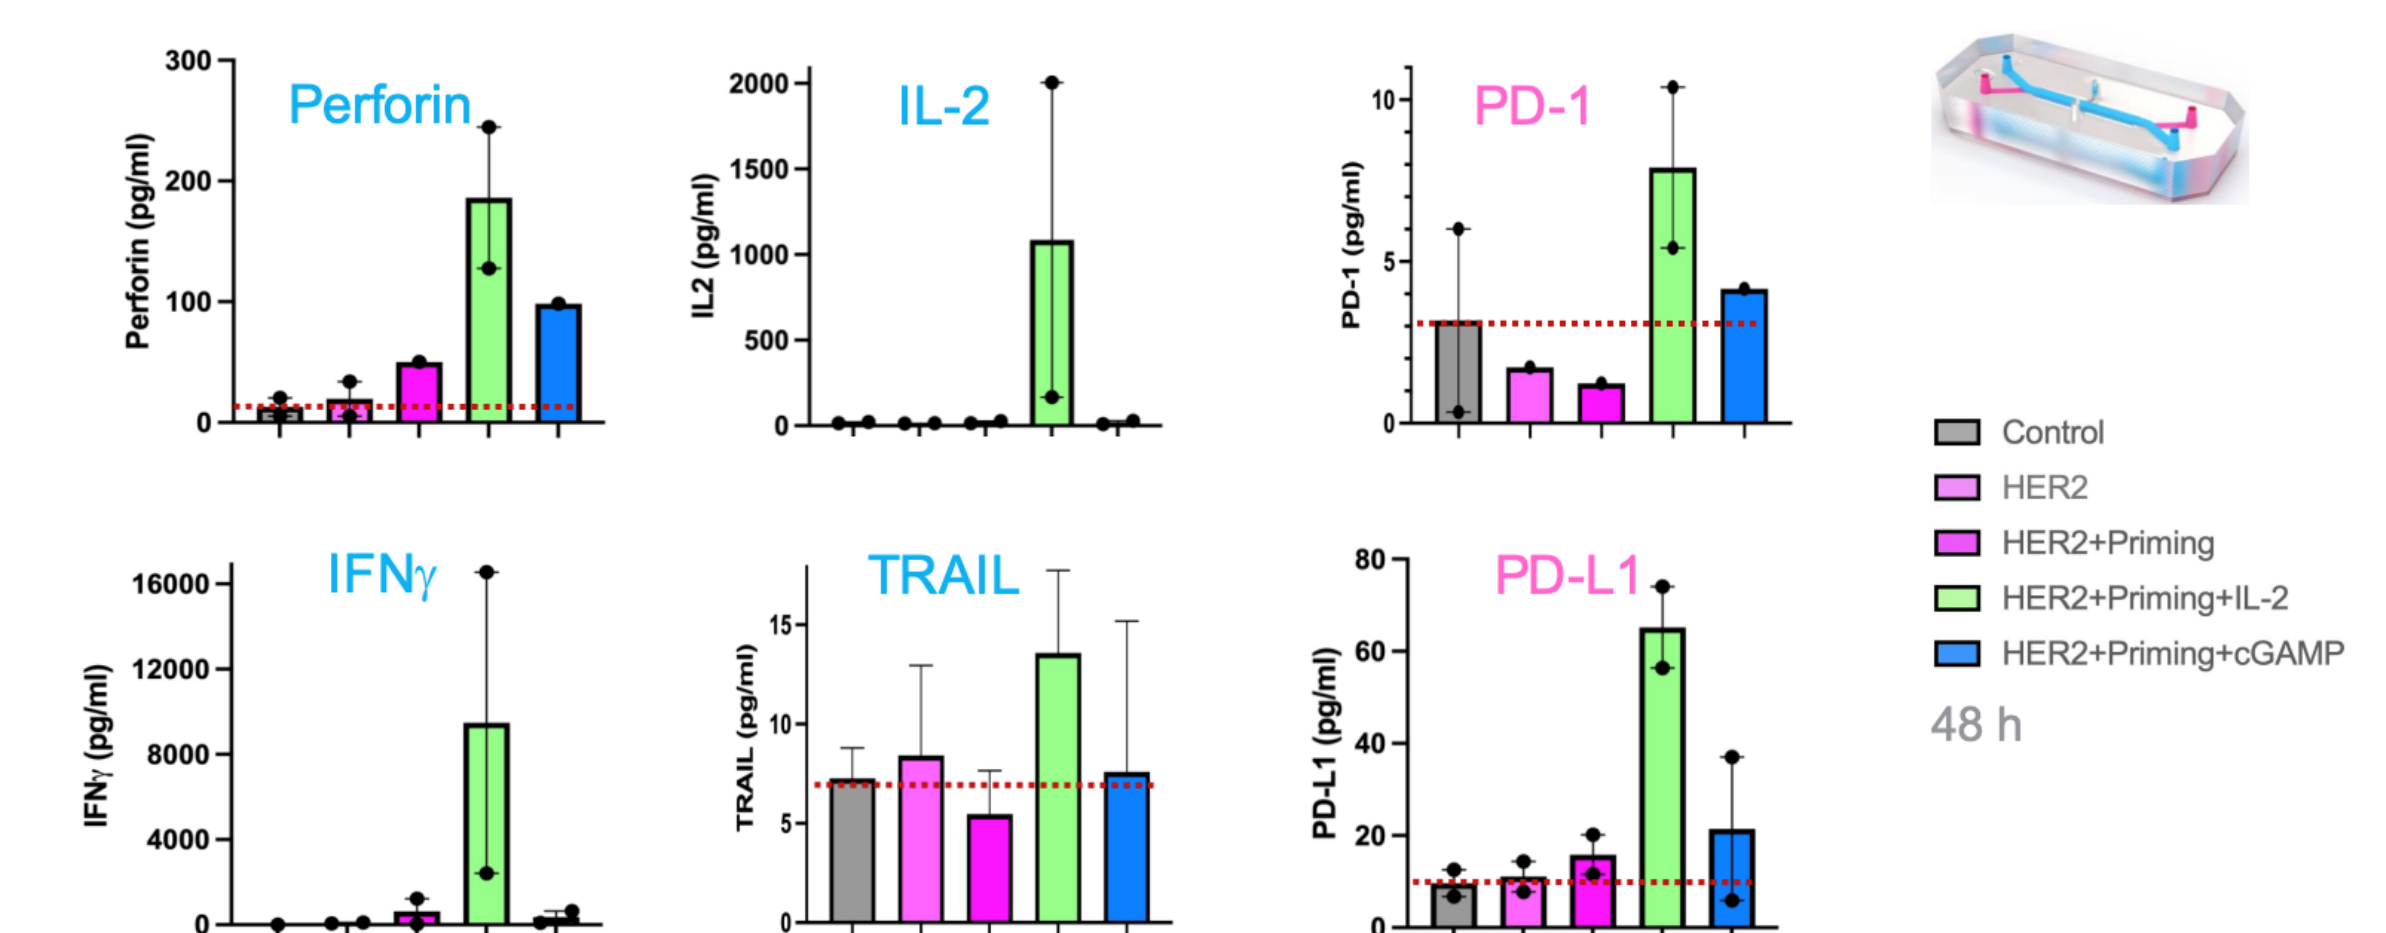 Perforin
Perforin (pg/ml)
300
200
100
0
IL-2
IL2 (pg/ml)
2000
1500
1000
500
0
PD-1
PD-1 (pg/ml)
10
5
0
IFNγ
IFNγ (pg/ml)
16000
12000
8000
4000
0
TRAIL
TRAIL (pg/ml)
15
10
5
0
PD-L1
PD-L1 (pg/ml)
80
60
40
20
0
Control
HER2
HER2+Priming
HER2+Priming+IL-2
HER2+Priming+cGAMP
48 h